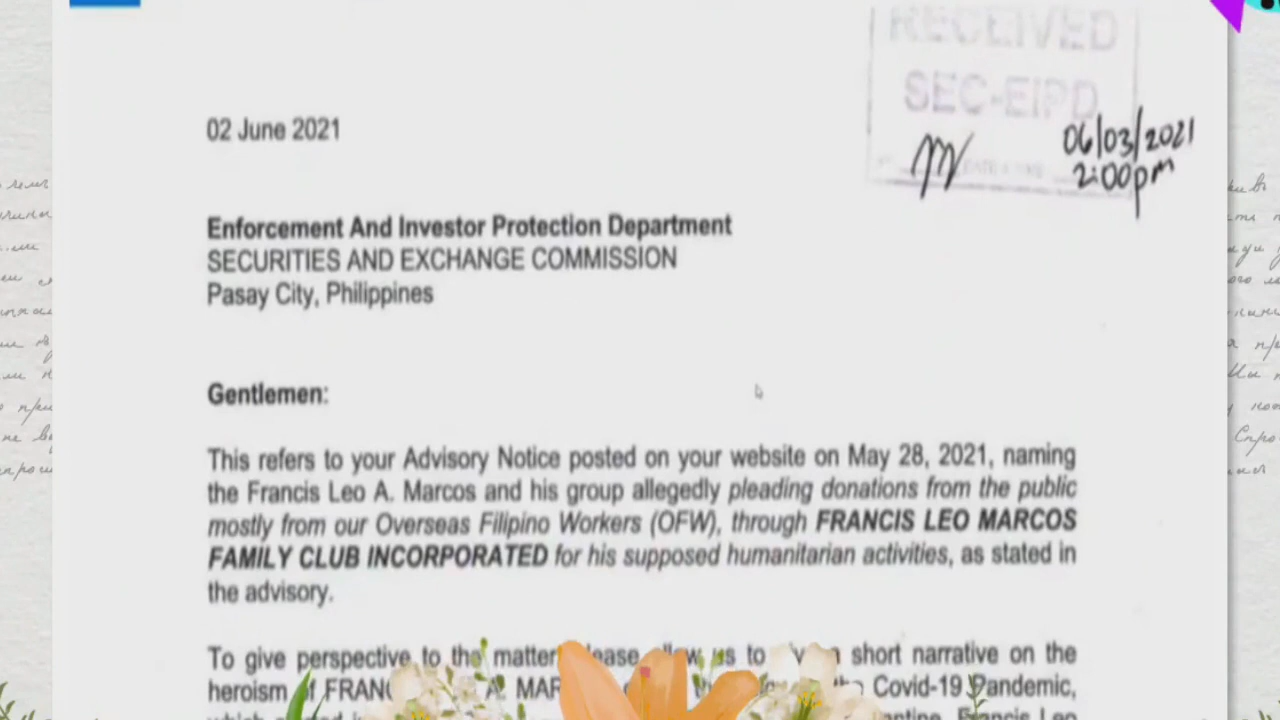 RECEIVED
SEC-EIPD
06/03/2021
2:00pm
02 June 2021
Enforcement And Investor Protection Department
SECURITIES AND EXCHANGE COMMISSION
Pasay City, Philippines
Gentlemen:
This refers to your Advisory Notice posted on your website on May 28, 2021, naming
the Francis Leo A. Marcos and his group allegedly pleading donations from the public
mostly from our Overseas Filipino Workers (OFW), through FRANCIS LEO MARCOS
FAMILY CLUB INCORPORATED for his supposed humanitarian activities, as stated in
the advisory.
To give perspective to the matter to short narrative on the
heroism Covid-19 Pandemic,
Francis Leo